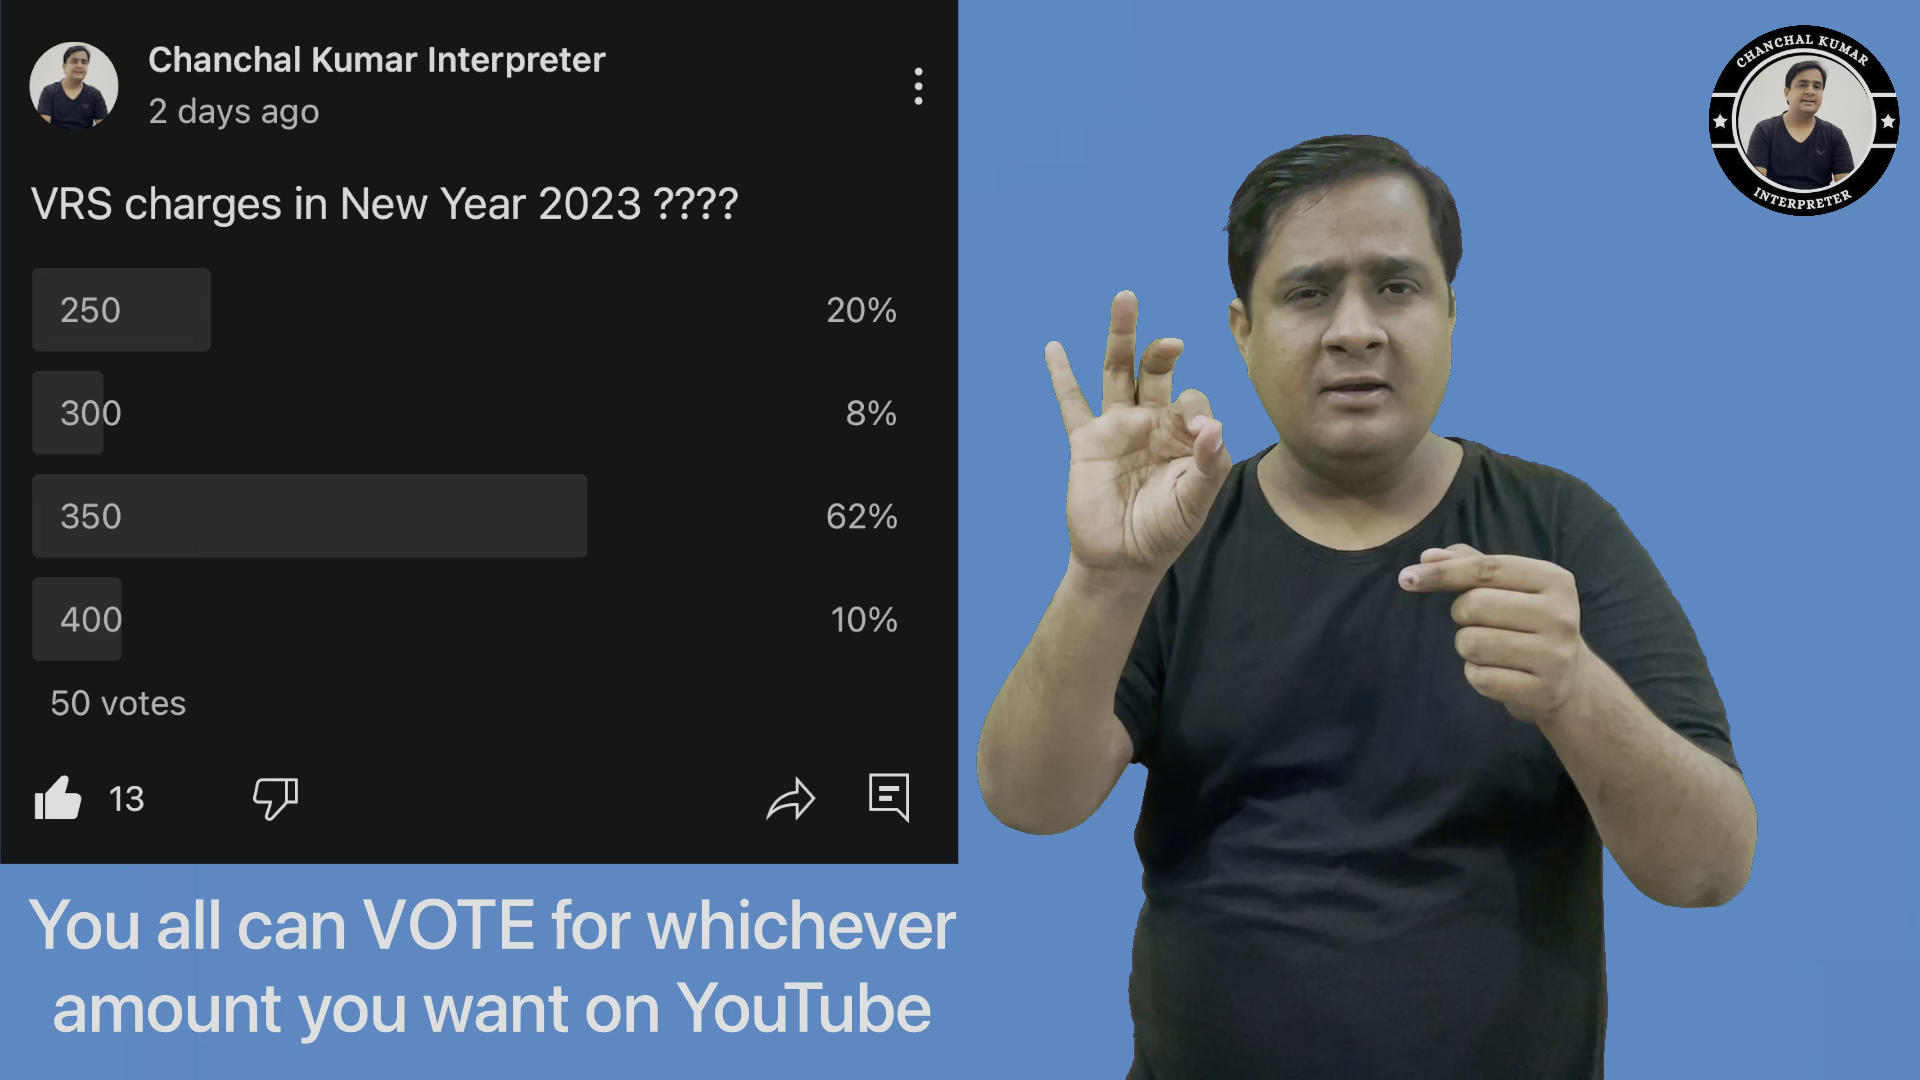 Chanchal Kumar Interpreter
2 days ago
VRS charges in New Year 2023 ????
250 20%
300 8%
350 62%
400 10%
50 votes
13
You all can VOTE for whichever
amount you want on YouTube
CHANCHAL KUMAR
INTERPRETER